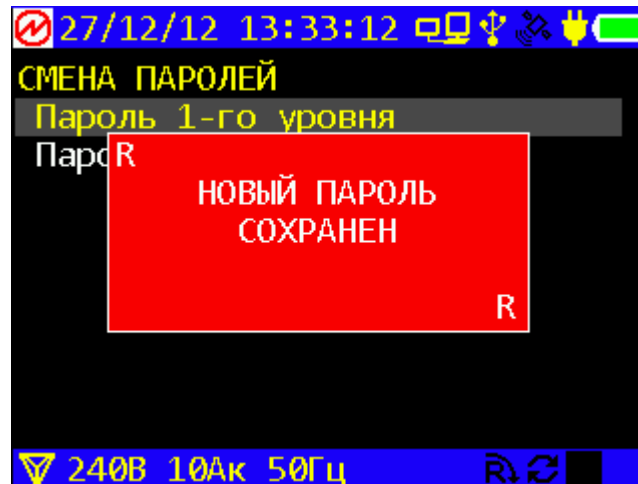 27/12/12 13:33:12
СМЕНА ПАРОЛЕЙ
Пароль 1-го уровня
Паро
R
НОВЫЙ ПАРОЛЬ
СОХРАНЕН
R
240В 10Ак 50Гц
R